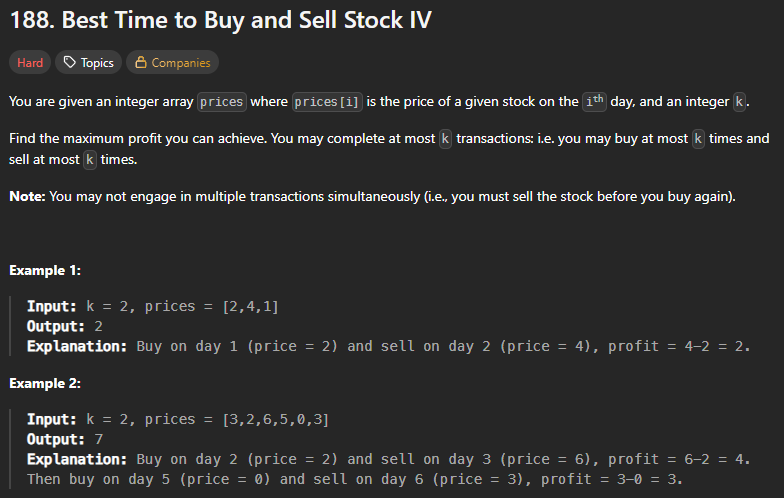 188. Best Time to Buy and Sell Stock IV
Hard Topics Companies
You are given an integer array prices where prices[i] is the price of a given stock on the ith day, and an integer k.
Find the maximum profit you can achieve. You may complete at most k transactions: i.e. you may buy at most k times and
sell at most k times.
Note: You may not engage in multiple transactions simultaneously (i.e., you must sell the stock before you buy again).
Example 1:
Input: k = 2, prices = [2,4,1]
Output: 2
Explanation: Buy on day 1 (price = 2) and sell on day 2 (price = 4), profit = 4-2 = 2.
Example 2:
Input: k = 2, prices = [3,2,6,5,0,3]
Output: 7
Explanation: Buy on day 2 (price = 2) and sell on day 3 (price = 6), profit = 6-2 = 4.
Then buy on day 5 (price = 0) and sell on day 6 (price = 3), profit = 3-0 = 3.